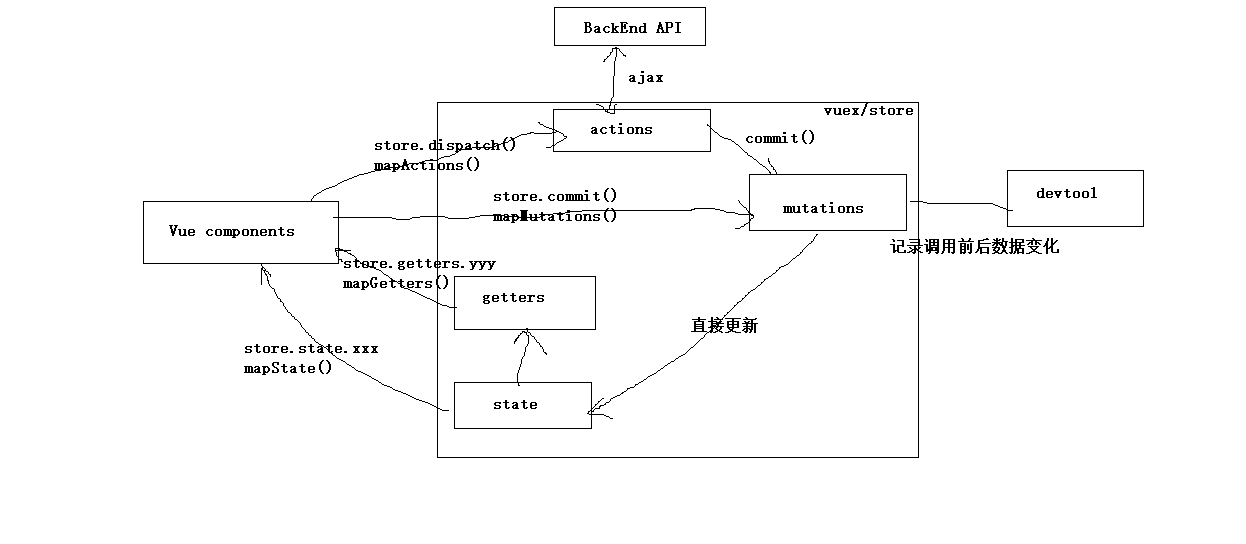 BackEnd API
ajax
vuex/store
actions
commit()
store.dispatch()
mapActions()
store.commit()
mapMutations()
mutations
devtool
Vue components
记录调用前后数据变化
store.getters.yyy
mapGetters()
getters
直接更新
store.state.xxx
mapState()
state